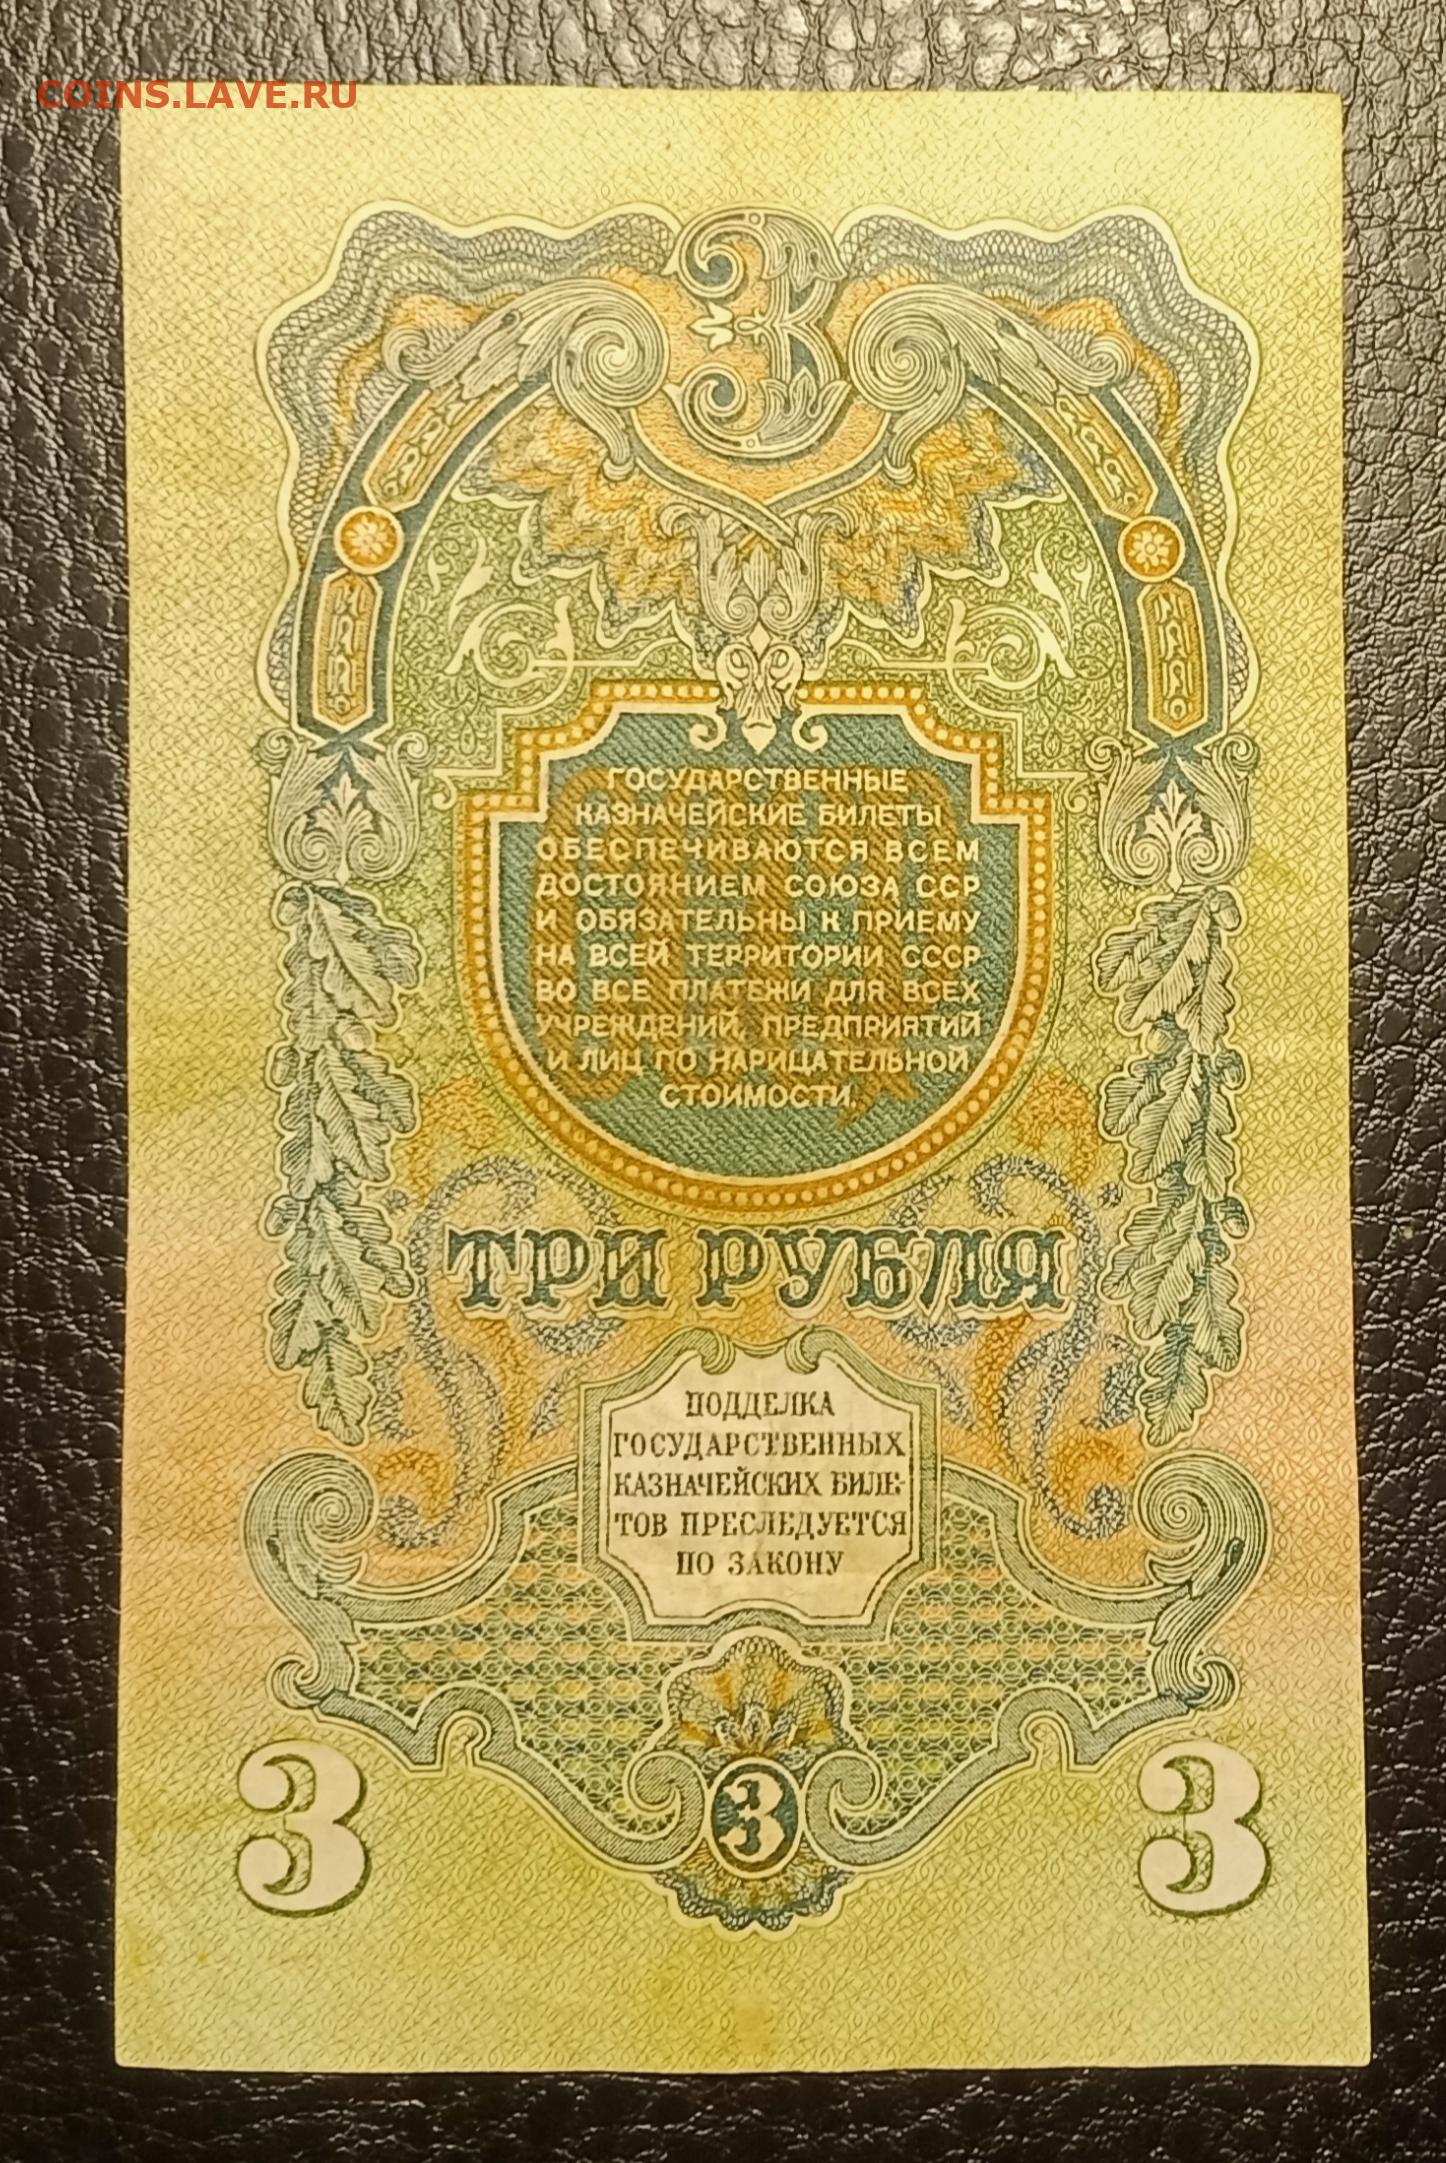 COINS.LAVE.RU
3
ГОСУДАРСТВЕННЫЕ
КАЗНАЧЕЙСКИЕ БИЛЕТЫ
ОБЕСПЕЧИВАЮТСЯ ВСЕМ
ДОСТОЯНИЕМ СОЮЗА ССР
И ОБЯЗАТЕЛЬНЫ К ПРИЕМУ
НА ВСЕЙ ТЕРРИТОРИИ СССР
ВО ВСЕ ПЛАТЕЖИ ДЛЯ ВСЕХ
УЧРЕЖДЕНИЙ, ПРЕДПРИЯТИЙ
И ЛИЦ ПО НАРИЦАТЕЛЬНОЙ
СТОИМОСТИ.
ТРИ РУБЛЯ
ПОДДЕЛКА
ГОСУДАРСТВЕННЫХ
КАЗНАЧЕЙСКИХ БИЛЕ-
ТОВ ПРЕСЛЕДУЕТСЯ
ПО ЗАКОНУ
3 3 3